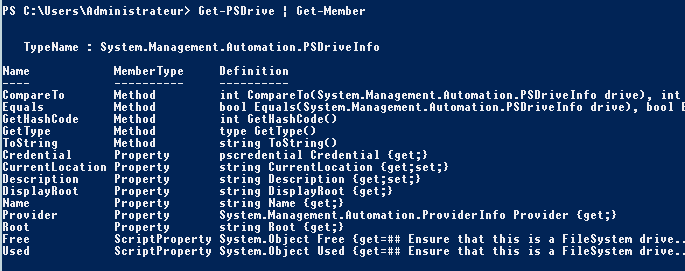 PS C:\Users\Administrateur> Get-PSDrive | Get-Member
TypeName : System.Management.Automation.PSDriveInfo
Name MemberType Definition
---- ---------- ----------
CompareTo Method int CompareTo(System.Management.Automation.PSDriveInfo drive), int
Equals Method bool Equals(System.Management.Automation.PSDriveInfo drive), bool E
GetHashCode Method int GetHashCode()
GetType Method type GetType()
ToString Method string ToString()
Credential Property pscredential Credential {get;}
CurrentLocation Property string CurrentLocation {get;set;}
Description Property string Description {get;set;}
DisplayRoot Property string DisplayRoot {get;}
Name Property string Name {get;}
Provider Property System.Management.Automation.ProviderInfo Provider {get;}
Root Property string Root {get;}
Free ScriptProperty System.Object Free {get=## Ensure that this is a FileSystem drive..
Used ScriptProperty System.Object Used {get=## Ensure that this is a FileSystem drive..